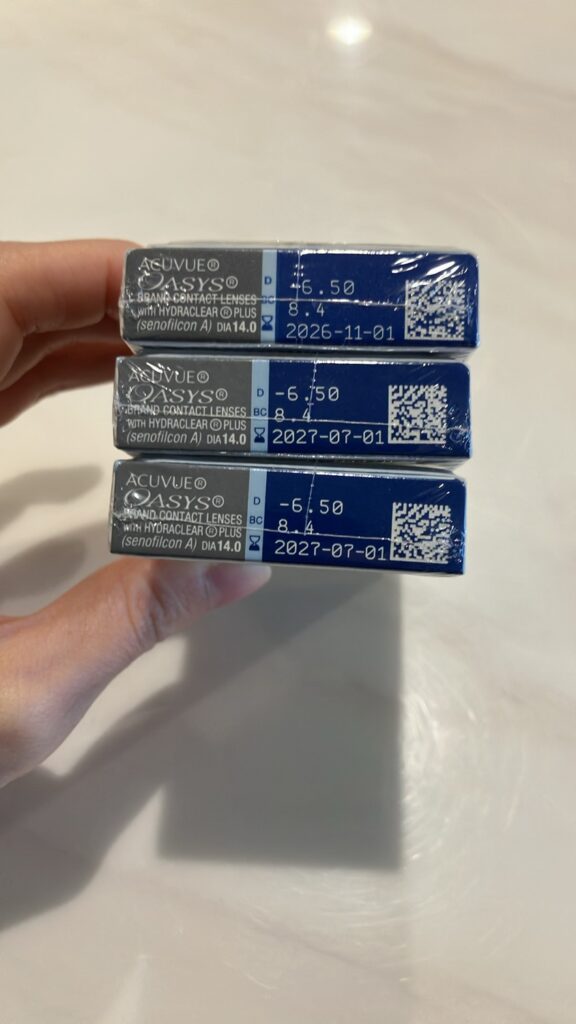 ACUVUE®
OASYS®
BRAND CONTACT LENSES
WITH HYDRACLEAR® PLUS
(senofilcon A) DIA 14.0
D -6.50
BC 8.4
2026-11-01
ACUVUE®
OASYS®
BRAND CONTACT LENSES
WITH HYDRACLEAR® PLUS
(senofilcon A) DIA 14.0
D -6.50
BC 8.4
2027-07-01
ACUVUE®
OASYS®
BRAND CONTACT LENSES
WITH HYDRACLEAR® PLUS
(senofilcon A) DIA 14.0
D -6.50
BC 8.4
2027-07-01